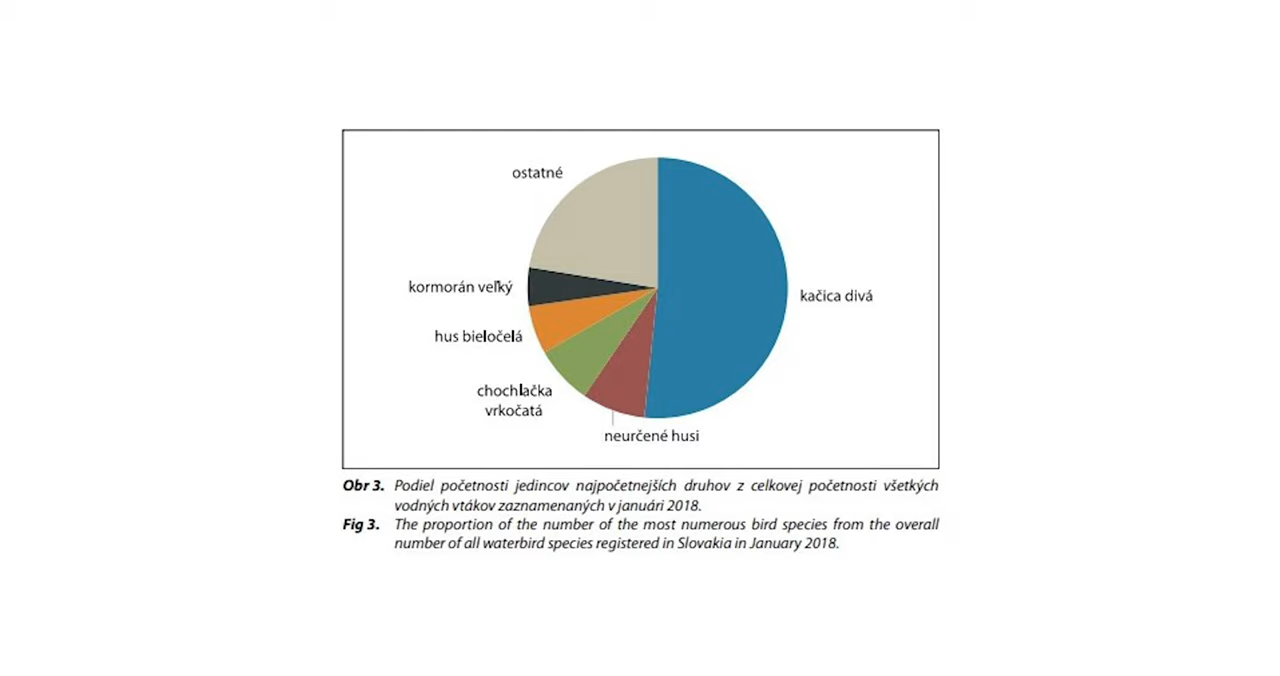 ostatné
kormorán veľký
kačica divá
hus bieločelá
chochlačka
vrkočatá
neurčené husi
Obr 3. Podiel početnosti jedincov najpočetnejších druhov z celkovej početnosti všetkých
vodných vtákov zaznamenaných v januári 2018.
Fig 3. The proportion of the number of the most numerous bird species from the overall
number of all waterbird species registered in Slovakia in January 2018.